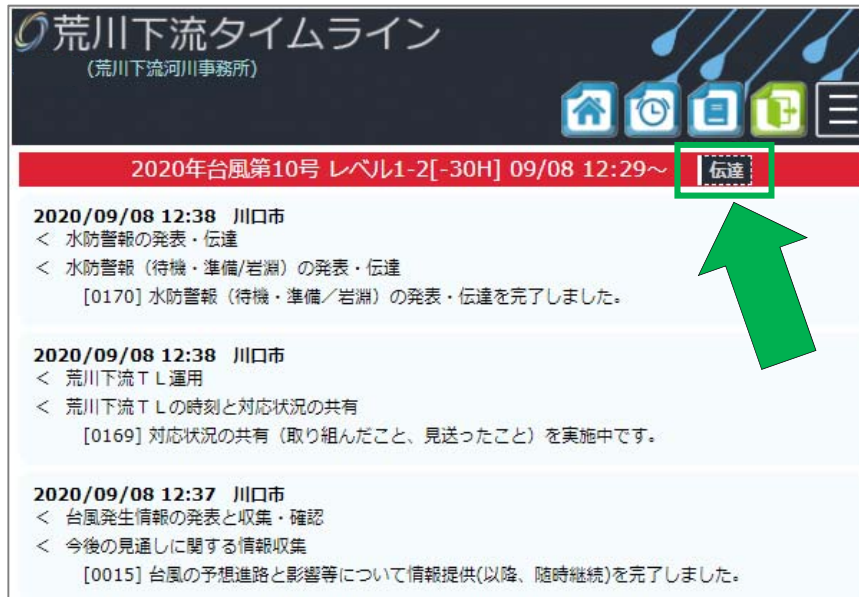 荒川下流タイムライン
(荒川下流河川事務所)
2020年台風第10号 レベル1-2[-30H] 09/08 12:29～ 伝達
2020/09/08 12:38 川口市
< 水防警報の発表・伝達
< 水防警報（待機・準備/岩淵）の発表・伝達
[0170] 水防警報（待機・準備／岩淵）の発表・伝達を完了しました。
2020/09/08 12:38 川口市
< 荒川下流ＴＬ運用
< 荒川下流ＴＬの時刻と対応状況の共有
[0169] 対応状況の共有（取り組んだこと、見送ったこと）を実施中です。
2020/09/08 12:37 川口市
< 台風発生情報の発表と収集・確認
< 今後の見通しに関する情報収集
[0015] 台風の予想進路と影響等について情報提供(以降、随時継続)を完了しました。